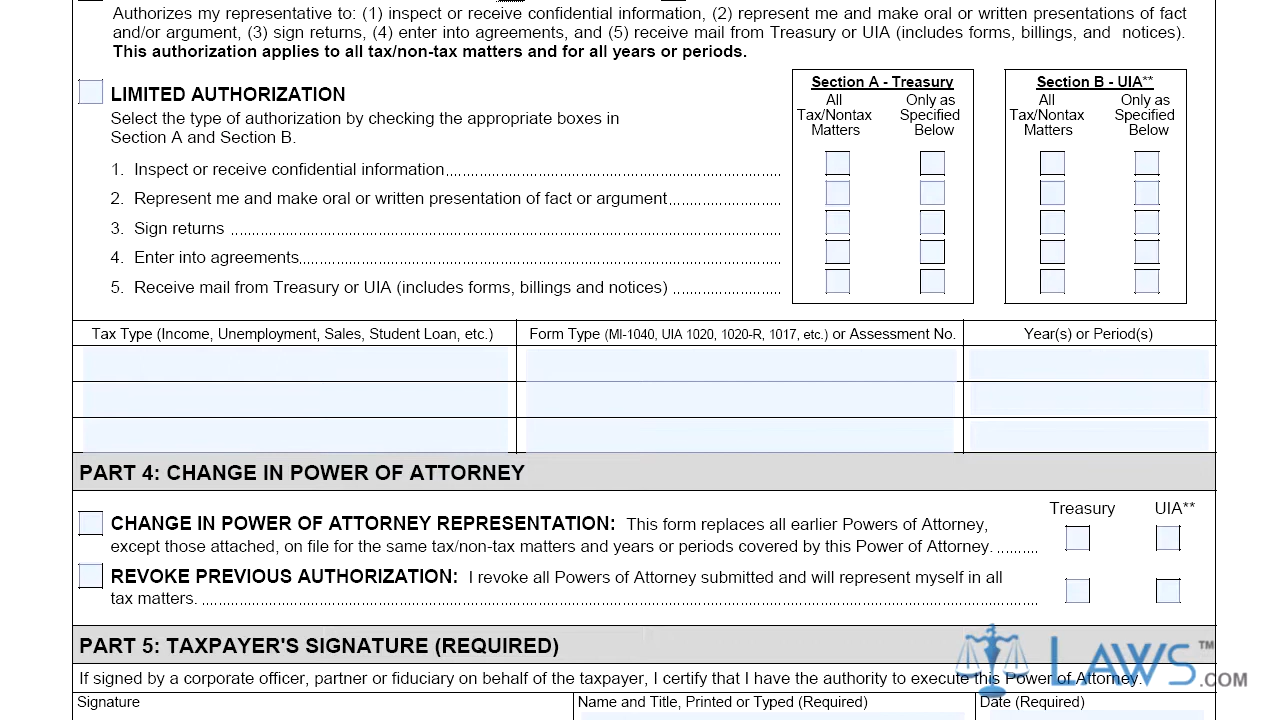 Authorizes my representative to: (1) inspect or receive confidential information, (2) represent me and make oral or written presentations of fact
and/or argument, (3) sign returns, (4) enter into agreements, and (5) receive mail from Treasury or UIA (includes forms, billings, and notices).
This authorization applies to all tax/non-tax matters and for all years or periods.
LIMITED AUTHORIZATION
Select the type of authorization by checking the appropriate boxes in
Section A and Section B.
Section A - Treasury
All Tax/Nontax Matters
Only as Specified Below
Section B - UIA**
All Tax/Nontax Matters
Only as Specified Below
1. Inspect or receive confidential information
2. Represent me and make oral or written presentation of fact or argument
3. Sign returns
4. Enter into agreements
5. Receive mail from Treasury or UIA (includes forms, billings and notices)
Tax Type (Income, Unemployment, Sales, Student Loan, etc.)
Form Type (MI-1040, UIA 1020, 1020-R, 1017, etc.) or Assessment No.
Year(s) or Period(s)
PART 4: CHANGE IN POWER OF ATTORNEY
Treasury UIA**
CHANGE IN POWER OF ATTORNEY REPRESENTATION: This form replaces all earlier Powers of Attorney,
except those attached, on file for the same tax/non-tax matters and years or periods covered by this Power of Attorney.
REVOKE PREVIOUS AUTHORIZATION: I revoke all Powers of Attorney submitted and will represent myself in all
tax matters.
PART 5: TAXPAYER'S SIGNATURE (REQUIRED)
If signed by a corporate officer, partner or fiduciary on behalf of the taxpayer, I certify that I have the authority to execute this Power of Attorney.
Signature
Name and Title, Printed or Typed (Required)
Date (Required)
LAWS™.COM